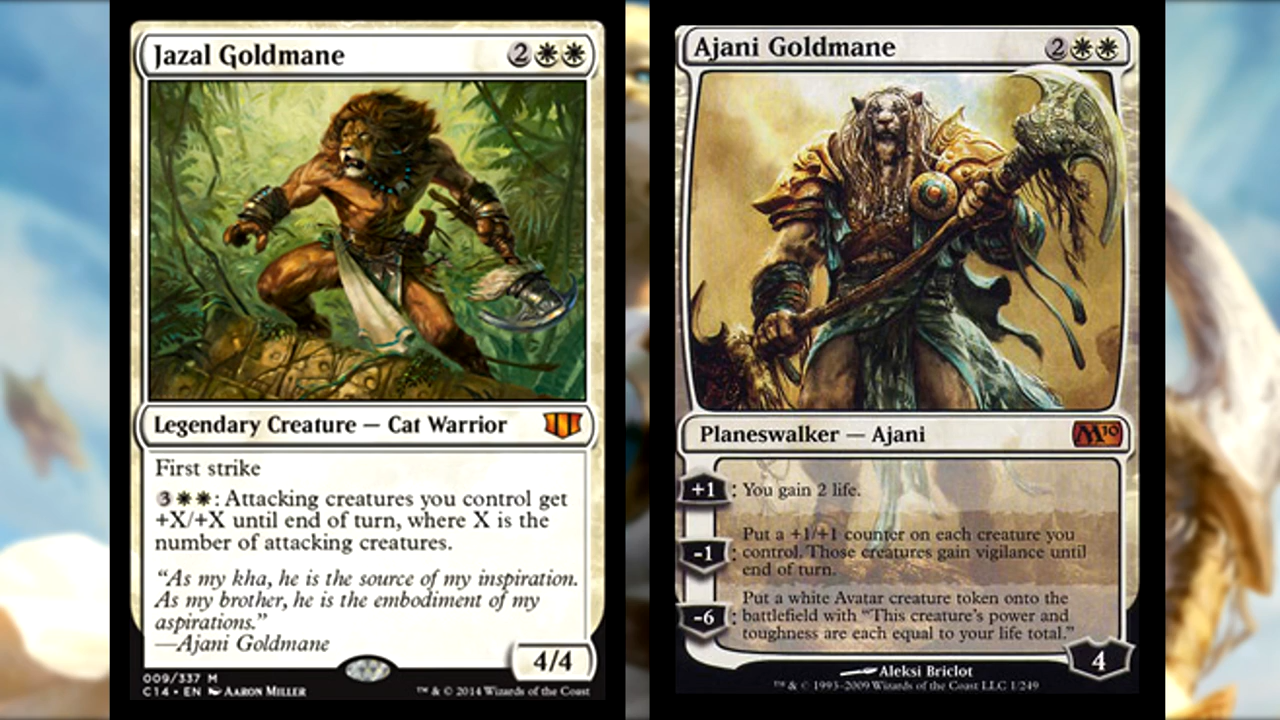 Jazal Goldmane 2
Legendary Creature — Cat Warrior
First strike
3: Attacking creatures you control get
+X/+X until end of turn, where X is the
number of attacking creatures.
“As my kha, he is the source of my inspiration.
As my brother, he is the embodiment of my
aspirations.”
—Ajani Goldmane
4/4
009/337 M
C14 • EN AARON MILLER ™ & © 2014 Wizards of the Coast
Ajani Goldmane 2
Planeswalker — Ajani M10
+1 : You gain 2 life.
Put a +1/+1 counter on each creature you
-1 : control. Those creatures gain vigilance until
end of turn.
Put a white Avatar creature token onto the
-6 : battlefield with “This creature's power and
toughness are each equal to your life total.”
4
Aleksi Briclot
™ & © 1993–2009 Wizards of the Coast LLC 1/249